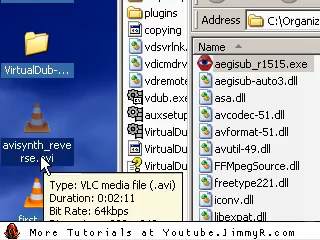 VirtualDub-...
avisynth_reve
rse.avi
Type: VLC media file (.avi)
Duration: 0:02:11
Bit Rate: 64kbps
first
plugins
copying
vdsvrlnk.
vdicmdrv
vdremote
vdub.exe
auxsetup
VirtualD
Address
C:\Organiz
Name
aegisub_r1515.exe
aegisub-auto3.dll
asa.dll
avcodec-51.dll
avformat-51.dll
avutil-49.dll
FFMpegSource.dll
freetype221.dll
iconv.dll
libexpat.dll
More Tutorials at Youtube.JimmyR.com